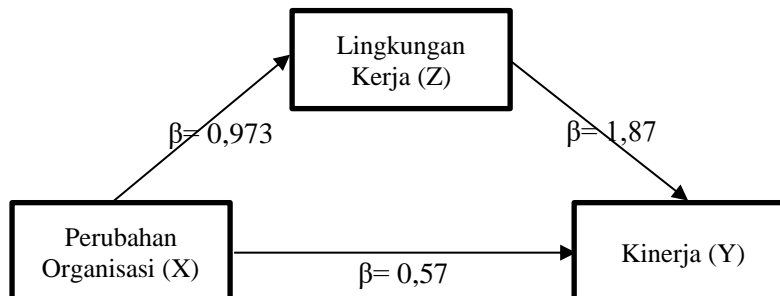 Lingkungan
Kerja (Z)
β= 0,973
β= 1,87
Perubahan
Organisasi (X)
Kinerja (Y)
β= 0,57